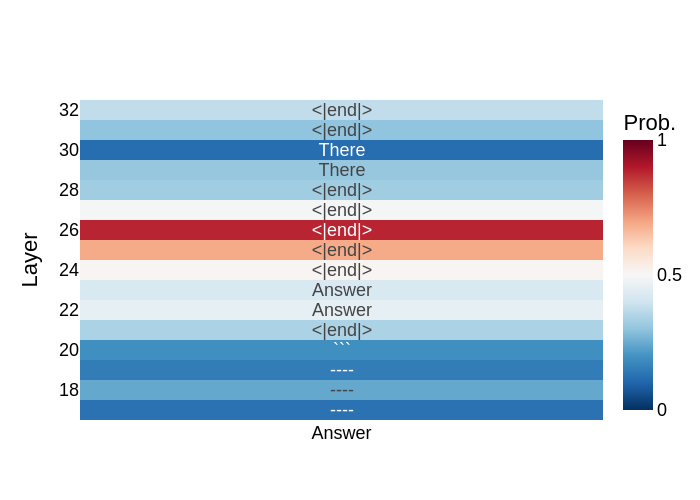 Prob.
32 <|end|> 1
<|end|>
30 There
There
28 <|end|>
<|end|>
26 <|end|>
<|end|>
24 <|end|> 0.5
Answer
22 Answer
<|end|>
20 ```
----
18 ----
---- 0
Answer
Layer